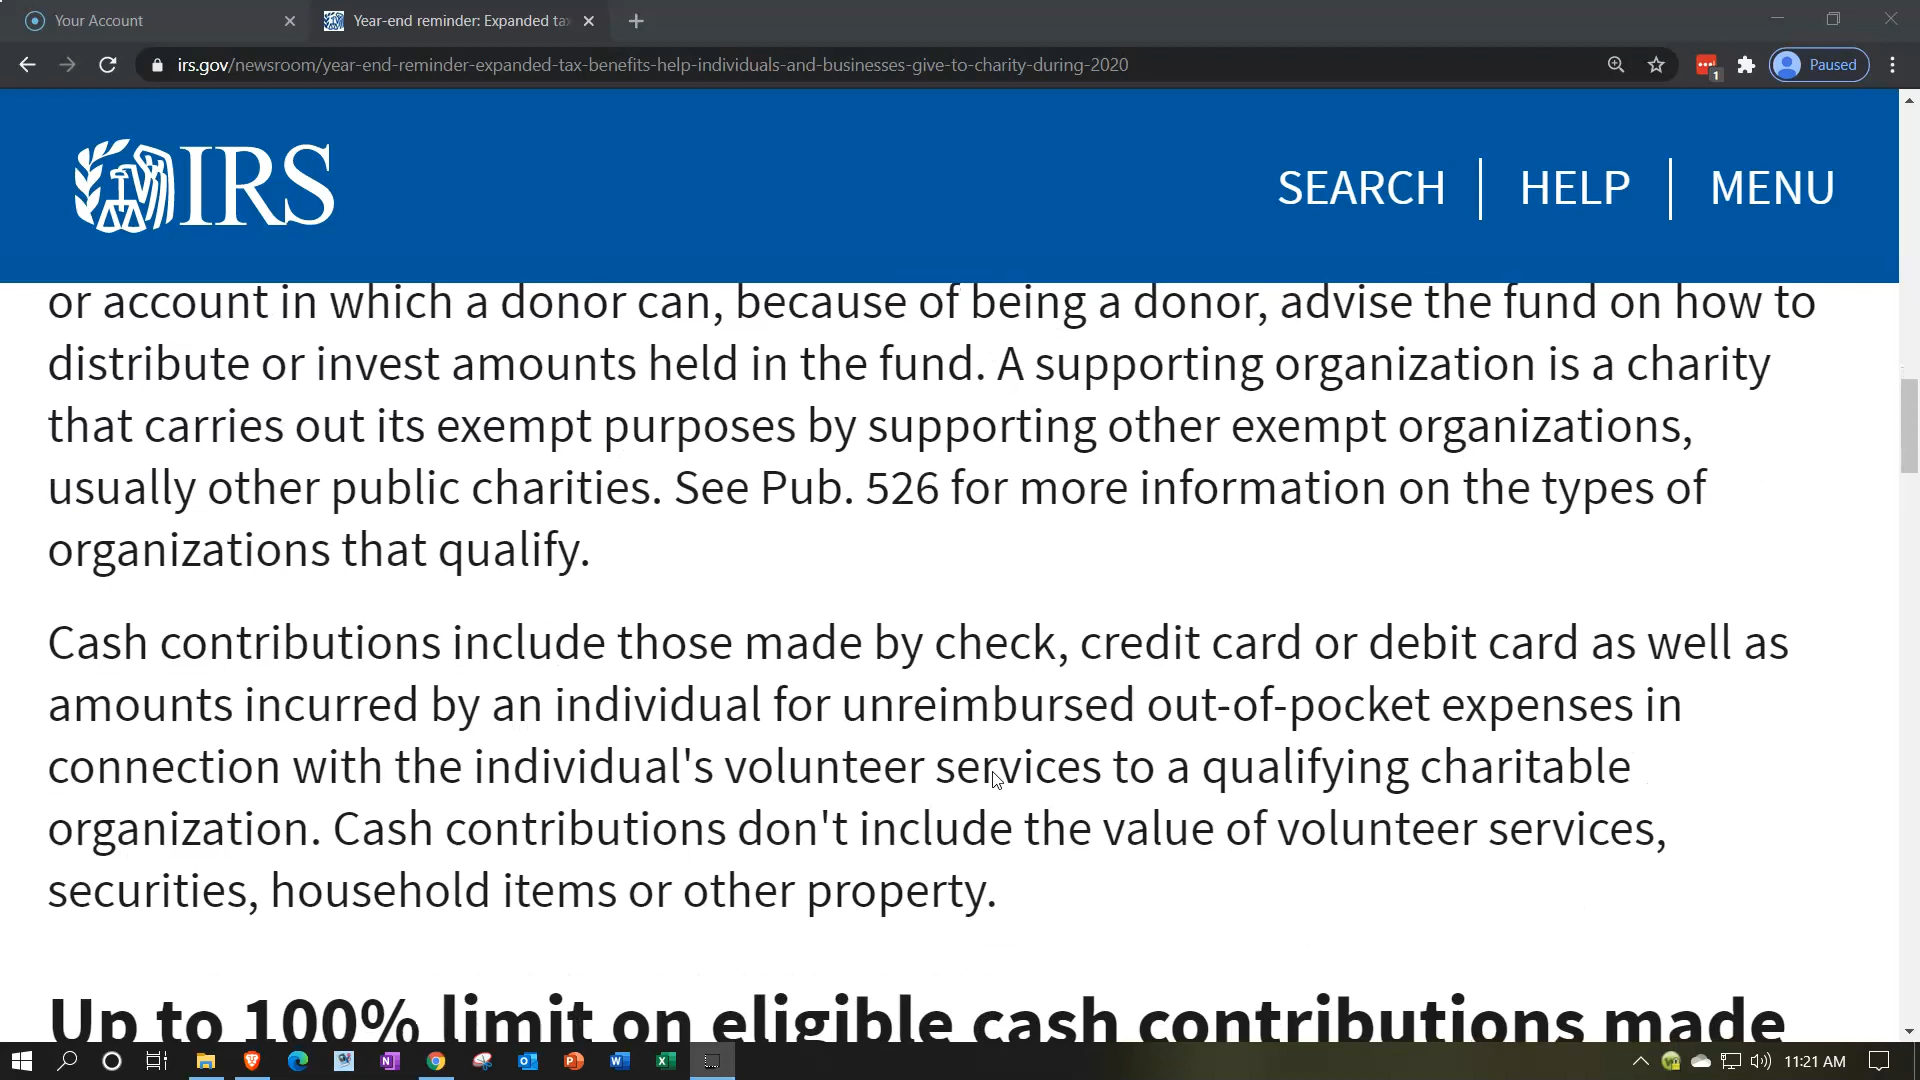 Your Account
Year-end reminder: Expanded ta
irs.gov/newsroom/year-end-reminder-expanded-tax-benefits-help-individuals-and-businesses-give-to-charity-during-2020
1
Paused
IRS
SEARCH
HELP
MENU
or account in which a donor can, because of being a donor, advise the fund on how to
distribute or invest amounts held in the fund. A supporting organization is a charity
that carries out its exempt purposes by supporting other exempt organizations,
usually other public charities. See Pub. 526 for more information on the types of
organizations that qualify.
Cash contributions include those made by check, credit card or debit card as well as
amounts incurred by an individual for unreimbursed out-of-pocket expenses in
connection with the individual's volunteer services to a qualifying charitable
organization. Cash contributions don't include the value of volunteer services,
securities, household items or other property.
Up to 100% limit on eligible cash contributions made
11:21 AM